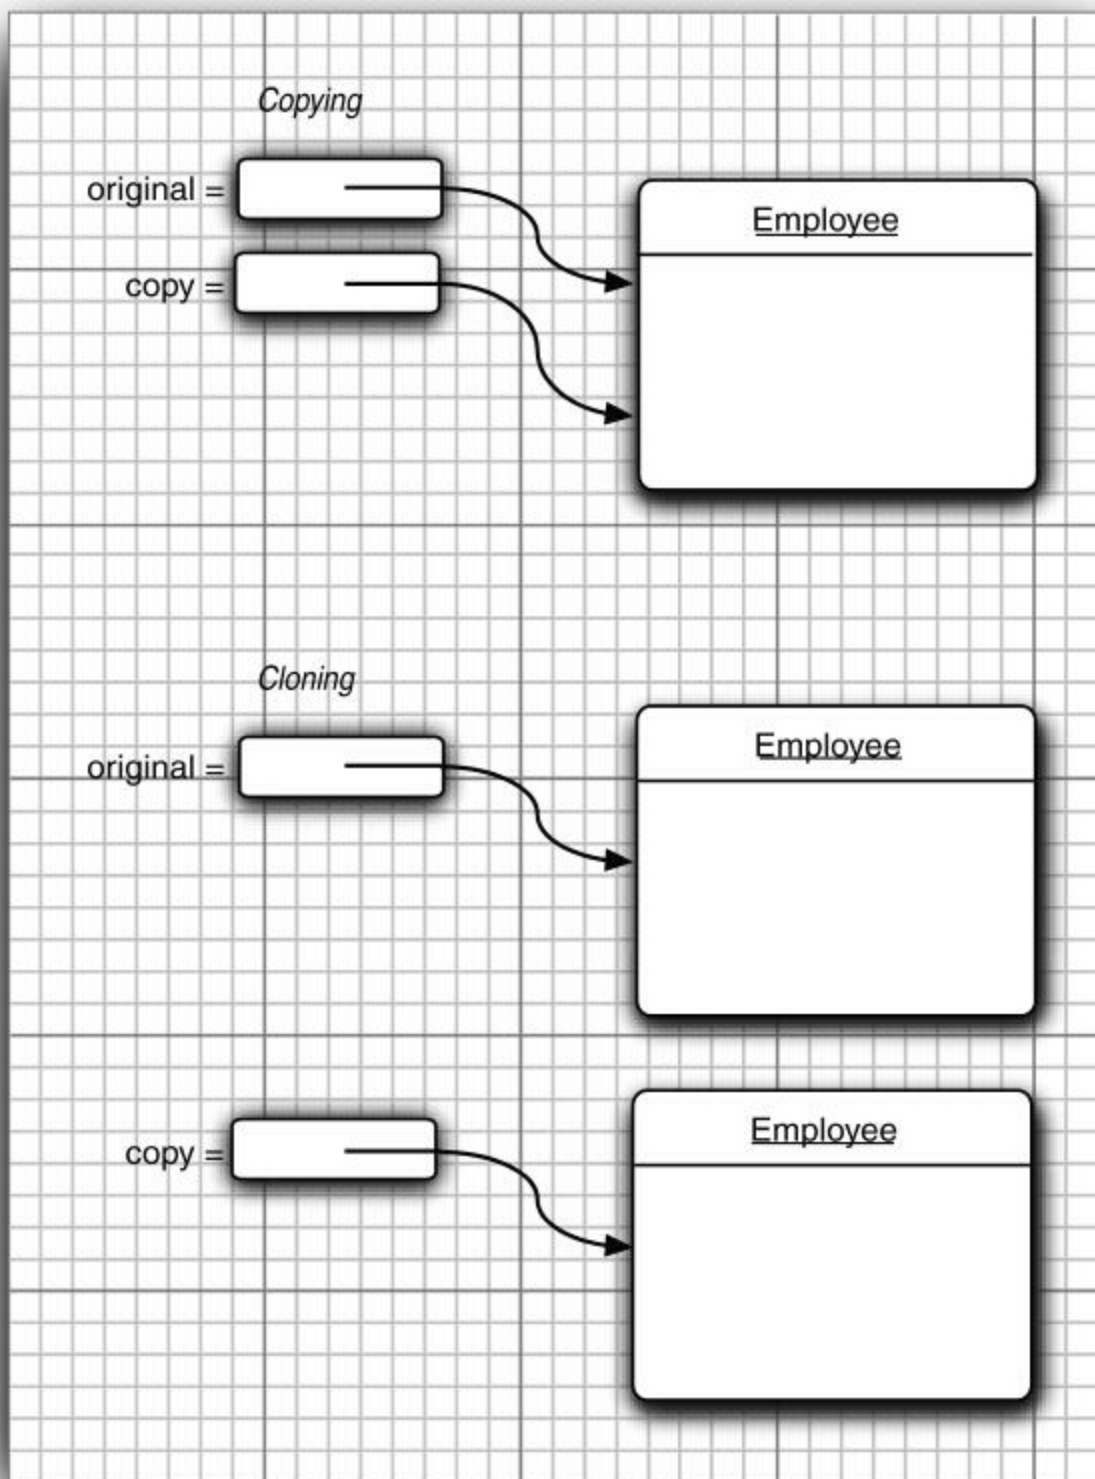 Copying
original =
Employee
copy =
Cloning
original =
Employee
copy =
Employee